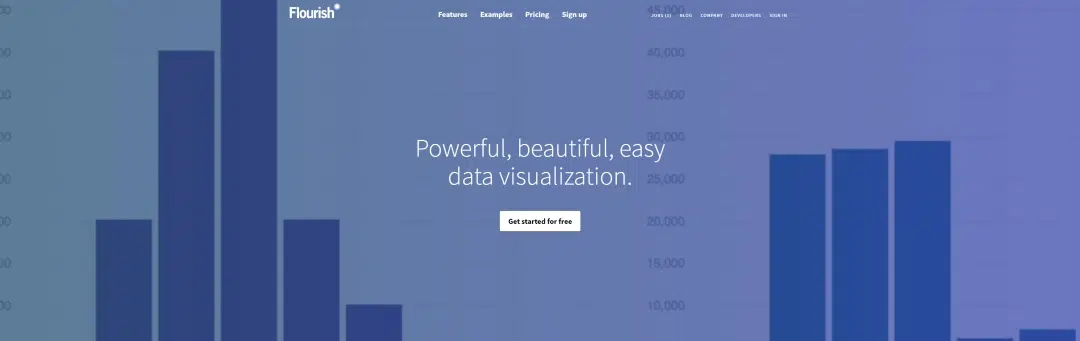 Flourish
Features Examples Pricing Sign up
JOBS (2) BLOG COMPANY DEVELOPERS SIGN IN
Powerful, beautiful, easy
data visualization.
Get started for free
45,000
40,000
35,000
30,000
25,000
20,000
15,000
10,000